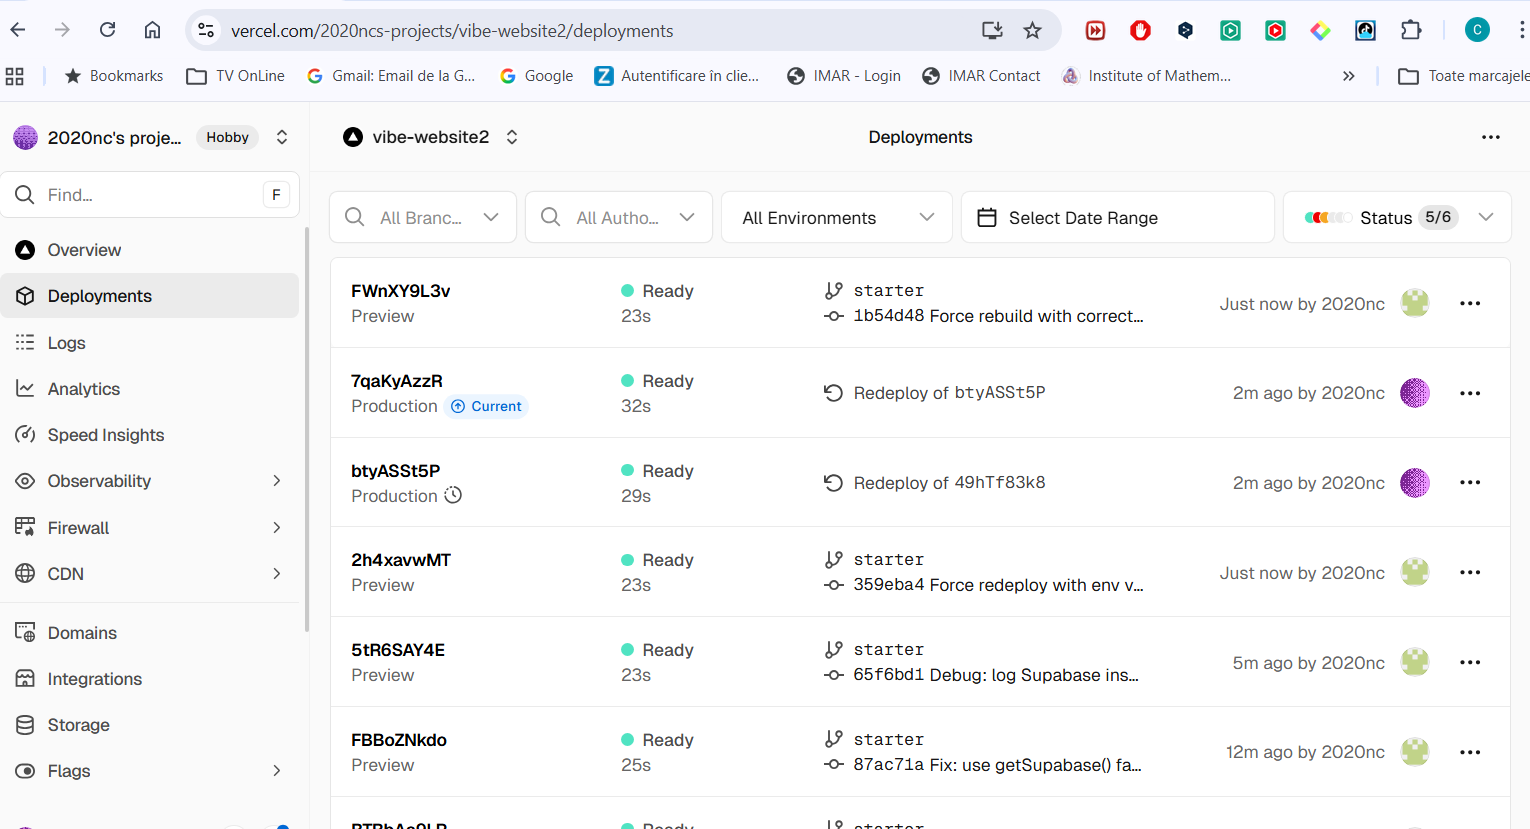 vercel.com/2020ncs-projects/vibe-website2/deployments
C
Bookmarks TV OnLine Gmail: Email de la G... Google Autentificare în clie... IMAR - Login IMAR Contact Institute of Mathem... » Toate marcajele
2020nc's proje... Hobby
vibe-website2
Deployments
Find... F
Overview
Deployments
Logs
Analytics
Speed Insights
Observability
Firewall
CDN
Domains
Integrations
Storage
Flags
All Branc... All Autho... All Environments Select Date Range Status 5/6
FWnXY9L3v Ready starter
Preview 23s 1b54d48 Force rebuild with correct...
Just now by 2020nc
7qaKyAzzR Ready
Production Current 32s
Redeploy of btyASSt5P 2m ago by 2020nc
btyASSt5P Ready
Production 29s
Redeploy of 49hTf83k8 2m ago by 2020nc
2h4xavwMT Ready starter
Preview 23s 359eba4 Force redeploy with env v...
Just now by 2020nc
5tR6SAY4E Ready starter
Preview 23s 65f6bd1 Debug: log Supabase ins...
5m ago by 2020nc
FBBoZNkdo Ready starter
Preview 25s 87ac71a Fix: use getSupabase() fa...
12m ago by 2020nc
Ready starter